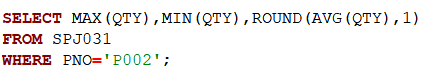 SELECT MAX(QTY),MIN(QTY),ROUND(AVG(QTY),1)
FROM SPJ031
WHERE PNO='P002';